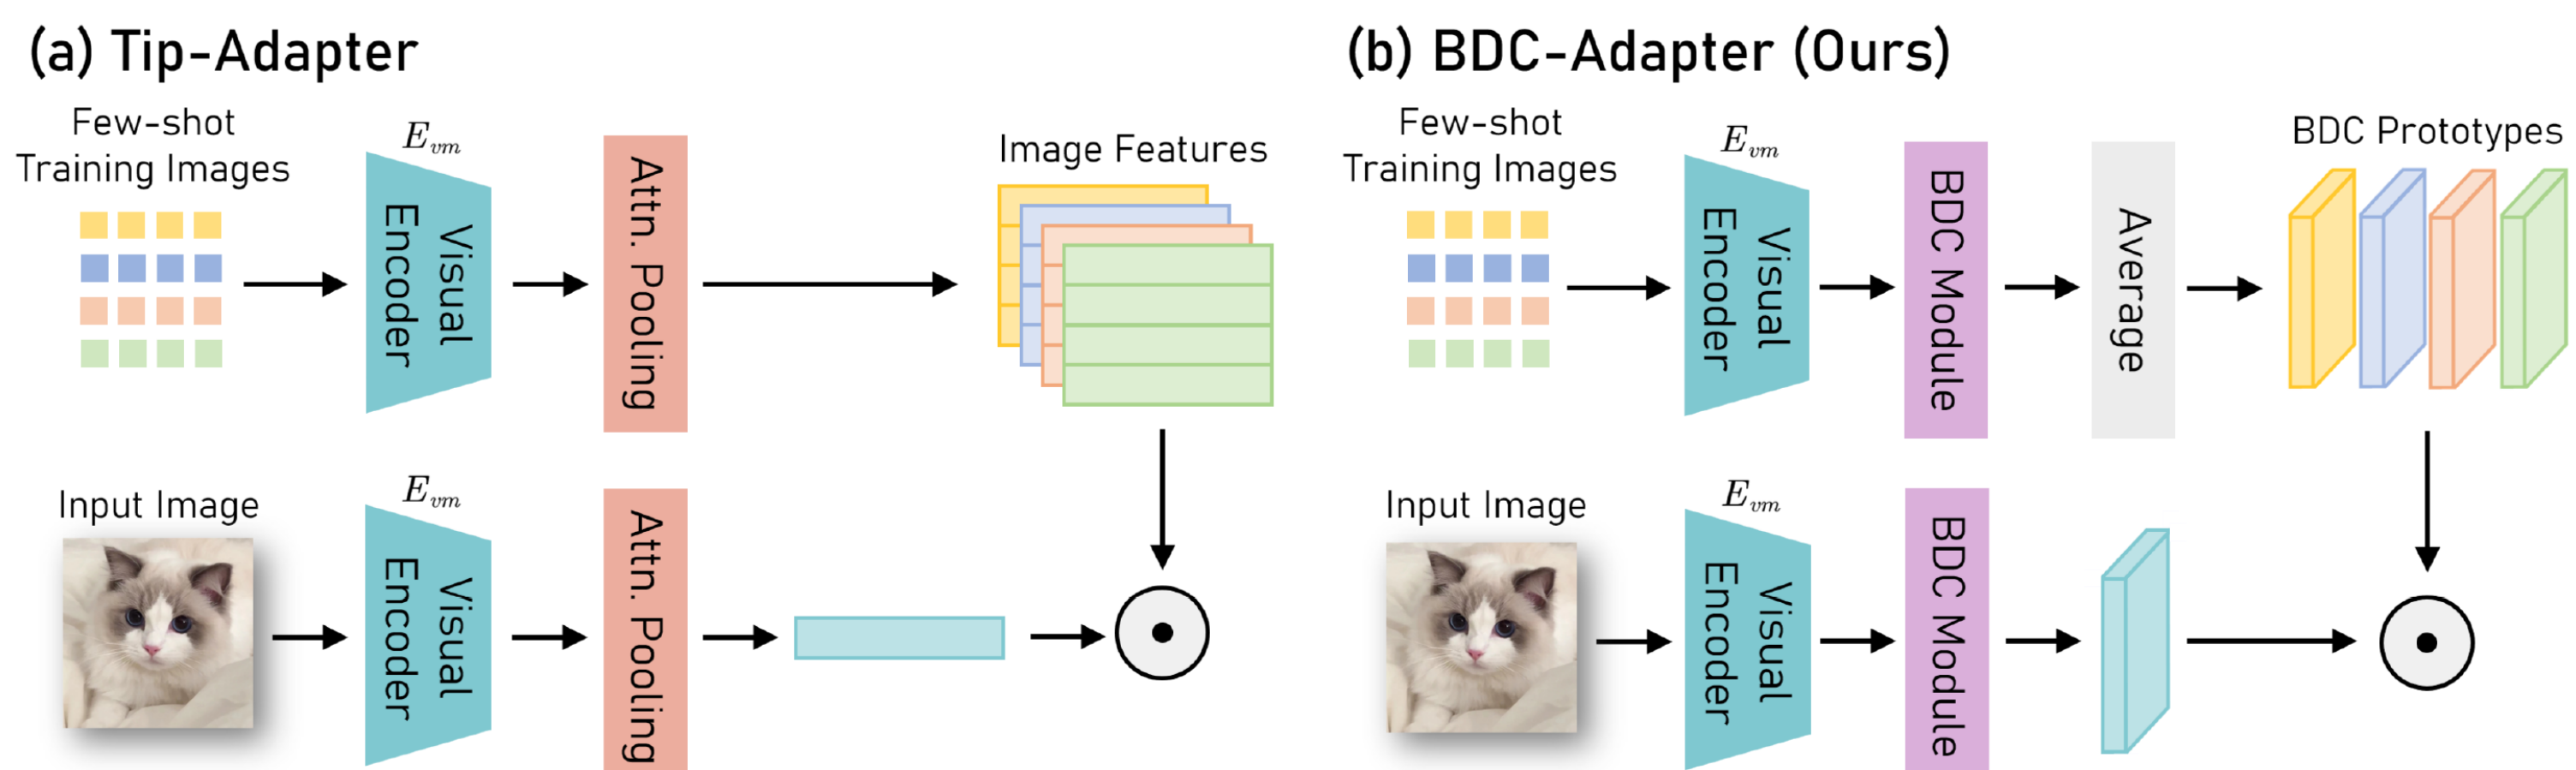 (a) Tip-Adapter
Few-shot
Training Images
E_vm
Visual
Encoder
Attn. Pooling
Image Features
Input Image
E_vm
Visual
Encoder
Attn. Pooling
(b) BDC-Adapter (Ours)
Few-shot
Training Images
E_vm
Visual
Encoder
BDC Module
Average
BDC Prototypes
Input Image
E_vm
Visual
Encoder
BDC Module